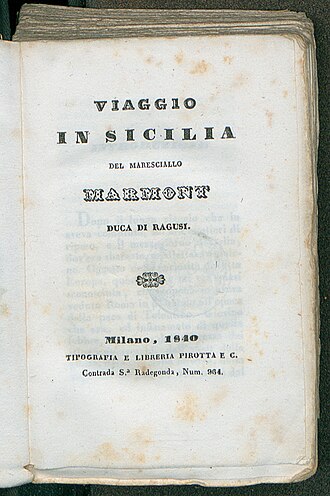 VIAGGIO
IN SICILIA
DEL MARESCIALLO
MARMONT
DUCA DI RAGUSI.
Milano, 1840
TIPOGRAFIA E LIBRERIA PIROTTA E C.
Contrada S.ª Radegonda, Num. 964.